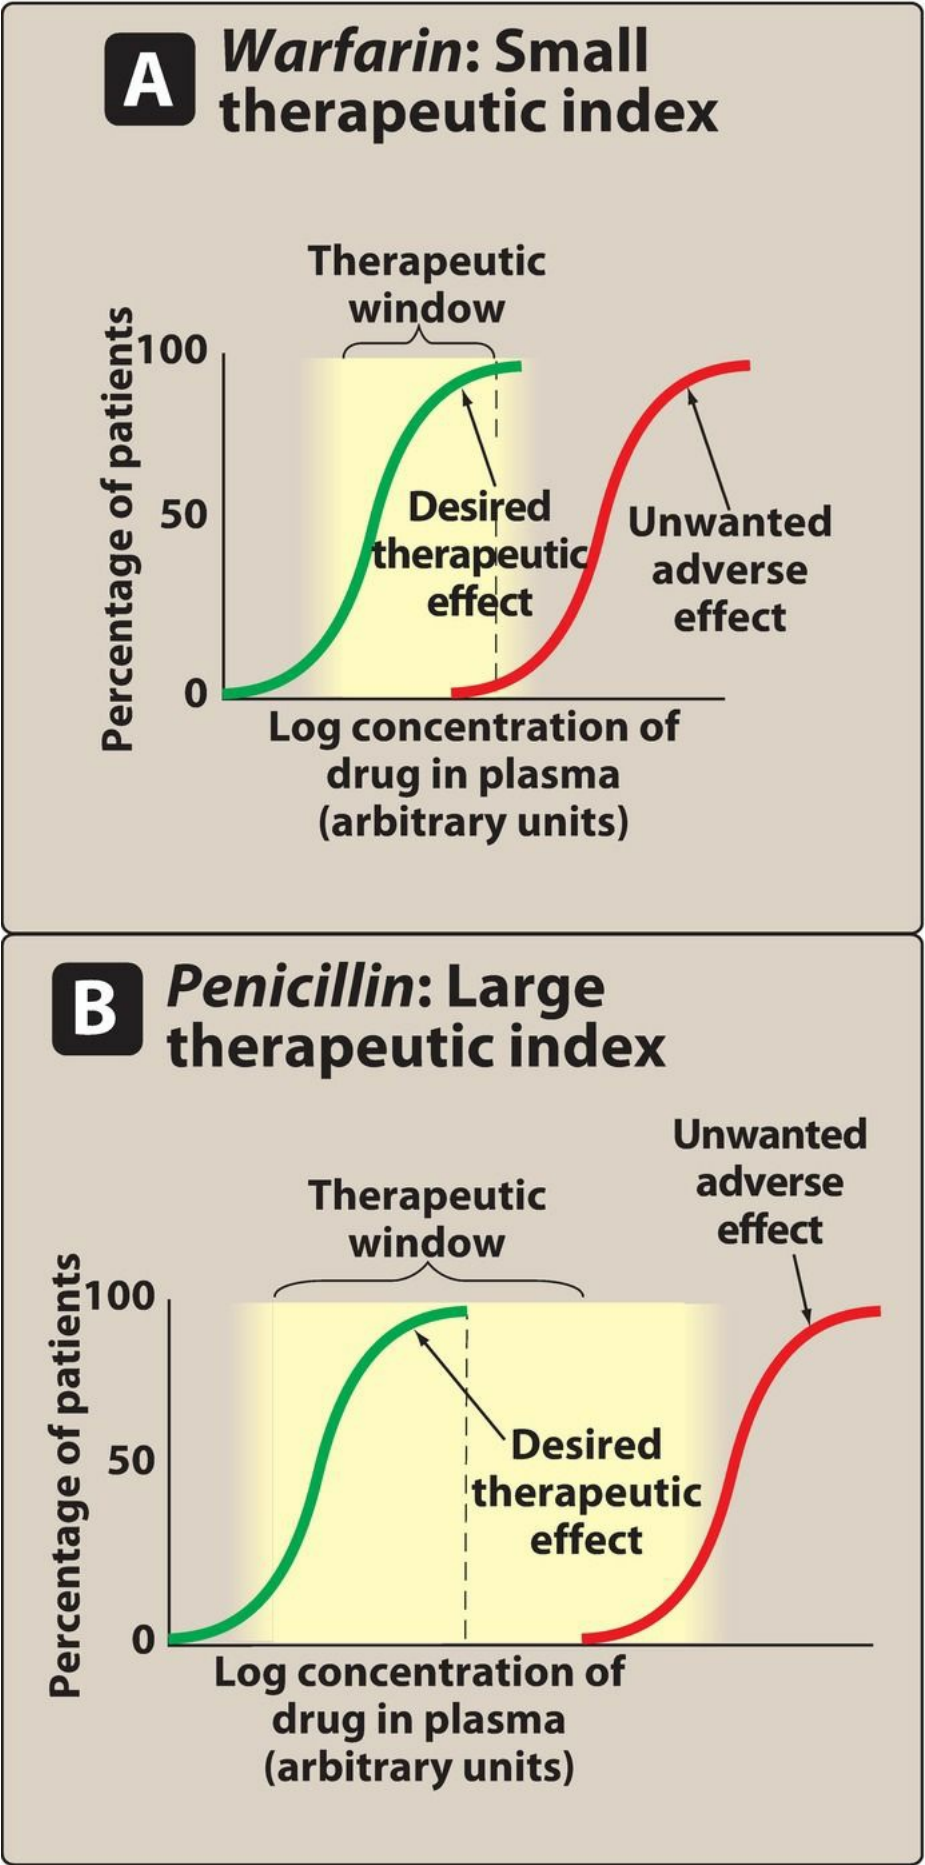 A
Warfarin: Small
therapeutic index
Therapeutic
window
Percentage of patients
100
50
0
Desired
therapeutic
effect
Unwanted
adverse
effect
Log concentration of
drug in plasma
(arbitrary units)
B
Penicillin: Large
therapeutic index
Unwanted
adverse
effect
Therapeutic
window
Percentage of patients
100
50
0
Desired
therapeutic
effect
Log concentration of
drug in plasma
(arbitrary units)